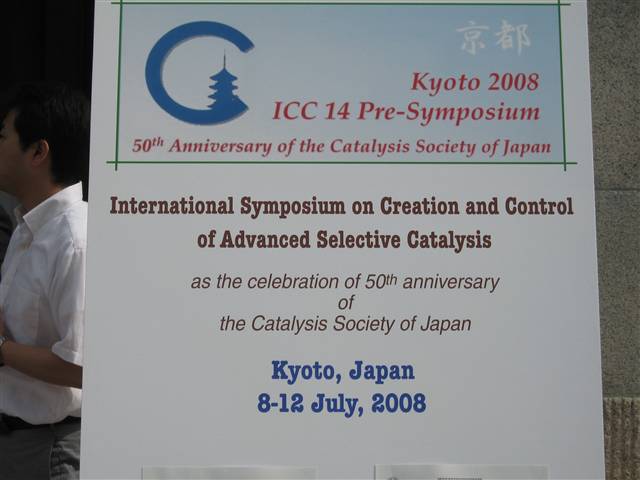 京都
Kyoto 2008
ICC 14 Pre-Symposium
50th Anniversary of the Catalysis Society of Japan
International Symposium on Creation and Control
of Advanced Selective Catalysis
as the celebration of 50th anniversary
of
the Catalysis Society of Japan
Kyoto, Japan
8-12 July, 2008